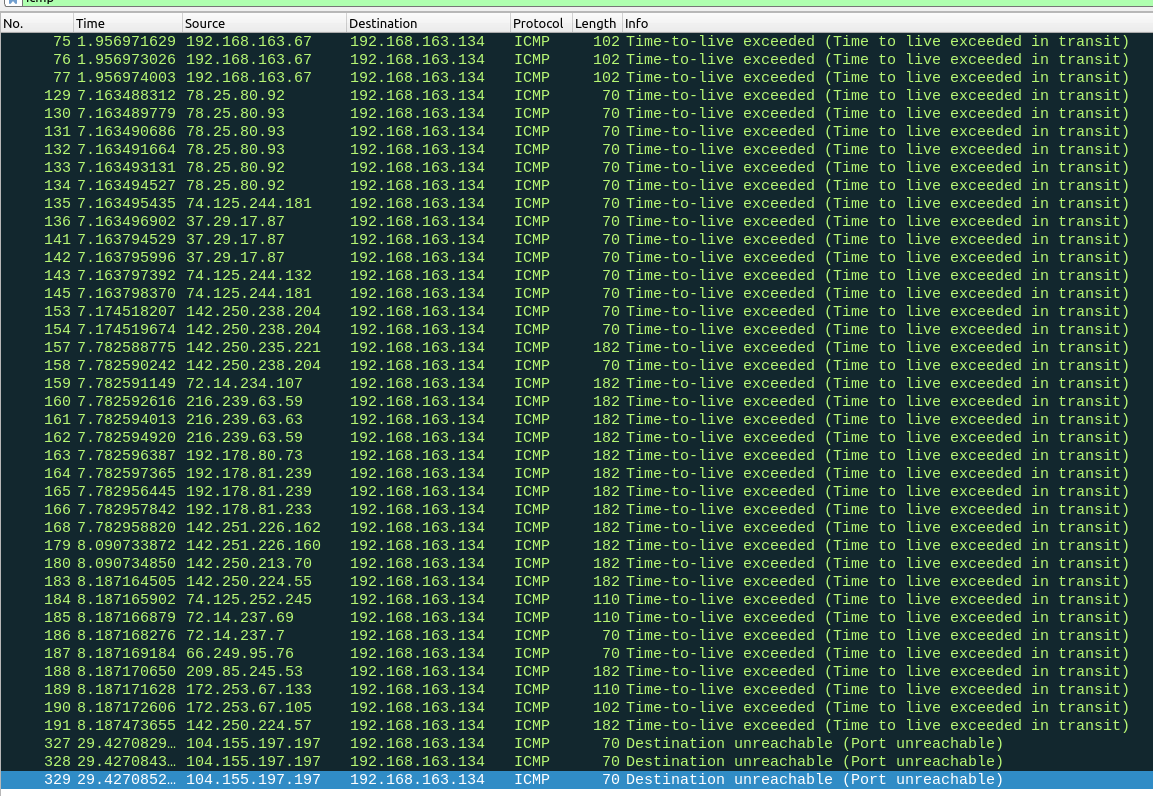 No. Time Source Destination Protocol Length Info
75 1.956971629 192.168.163.67 192.168.163.134 ICMP 102 Time-to-live exceeded (Time to live exceeded in transit)
76 1.956973026 192.168.163.67 192.168.163.134 ICMP 102 Time-to-live exceeded (Time to live exceeded in transit)
77 1.956974003 192.168.163.67 192.168.163.134 ICMP 102 Time-to-live exceeded (Time to live exceeded in transit)
129 7.163488312 78.25.80.92 192.168.163.134 ICMP 70 Time-to-live exceeded (Time to live exceeded in transit)
130 7.163489779 78.25.80.93 192.168.163.134 ICMP 70 Time-to-live exceeded (Time to live exceeded in transit)
131 7.163490686 78.25.80.93 192.168.163.134 ICMP 70 Time-to-live exceeded (Time to live exceeded in transit)
132 7.163491664 78.25.80.93 192.168.163.134 ICMP 70 Time-to-live exceeded (Time to live exceeded in transit)
133 7.163493131 78.25.80.92 192.168.163.134 ICMP 70 Time-to-live exceeded (Time to live exceeded in transit)
134 7.163494527 78.25.80.92 192.168.163.134 ICMP 70 Time-to-live exceeded (Time to live exceeded in transit)
135 7.163495435 74.125.244.181 192.168.163.134 ICMP 70 Time-to-live exceeded (Time to live exceeded in transit)
136 7.163496902 37.29.17.87 192.168.163.134 ICMP 70 Time-to-live exceeded (Time to live exceeded in transit)
141 7.163794529 37.29.17.87 192.168.163.134 ICMP 70 Time-to-live exceeded (Time to live exceeded in transit)
142 7.163795996 37.29.17.87 192.168.163.134 ICMP 70 Time-to-live exceeded (Time to live exceeded in transit)
143 7.163797392 74.125.244.132 192.168.163.134 ICMP 70 Time-to-live exceeded (Time to live exceeded in transit)
145 7.163798370 74.125.244.181 192.168.163.134 ICMP 70 Time-to-live exceeded (Time to live exceeded in transit)
153 7.174518207 142.250.238.204 192.168.163.134 ICMP 70 Time-to-live exceeded (Time to live exceeded in transit)
154 7.174519674 142.250.238.204 192.168.163.134 ICMP 70 Time-to-live exceeded (Time to live exceeded in transit)
157 7.782588775 142.250.235.221 192.168.163.134 ICMP 182 Time-to-live exceeded (Time to live exceeded in transit)
158 7.782590242 142.250.238.204 192.168.163.134 ICMP 70 Time-to-live exceeded (Time to live exceeded in transit)
159 7.782591149 72.14.234.107 192.168.163.134 ICMP 182 Time-to-live exceeded (Time to live exceeded in transit)
160 7.782592616 216.239.63.59 192.168.163.134 ICMP 182 Time-to-live exceeded (Time to live exceeded in transit)
161 7.782594013 216.239.63.63 192.168.163.134 ICMP 182 Time-to-live exceeded (Time to live exceeded in transit)
162 7.782594920 216.239.63.59 192.168.163.134 ICMP 182 Time-to-live exceeded (Time to live exceeded in transit)
163 7.782596387 192.178.80.73 192.168.163.134 ICMP 182 Time-to-live exceeded (Time to live exceeded in transit)
164 7.782597365 192.178.81.239 192.168.163.134 ICMP 182 Time-to-live exceeded (Time to live exceeded in transit)
165 7.782956445 192.178.81.239 192.168.163.134 ICMP 182 Time-to-live exceeded (Time to live exceeded in transit)
166 7.782957842 192.178.81.233 192.168.163.134 ICMP 182 Time-to-live exceeded (Time to live exceeded in transit)
168 7.782958820 142.251.226.162 192.168.163.134 ICMP 182 Time-to-live exceeded (Time to live exceeded in transit)
179 8.090733872 142.251.226.160 192.168.163.134 ICMP 182 Time-to-live exceeded (Time to live exceeded in transit)
180 8.090734850 142.250.213.70 192.168.163.134 ICMP 182 Time-to-live exceeded (Time to live exceeded in transit)
183 8.187164505 142.250.224.55 192.168.163.134 ICMP 182 Time-to-live exceeded (Time to live exceeded in transit)
184 8.187165902 74.125.252.245 192.168.163.134 ICMP 110 Time-to-live exceeded (Time to live exceeded in transit)
185 8.187166879 72.14.237.69 192.168.163.134 ICMP 110 Time-to-live exceeded (Time to live exceeded in transit)
186 8.187168276 72.14.237.7 192.168.163.134 ICMP 70 Time-to-live exceeded (Time to live exceeded in transit)
187 8.187169184 66.249.95.76 192.168.163.134 ICMP 70 Time-to-live exceeded (Time to live exceeded in transit)
188 8.187170650 209.85.245.53 192.168.163.134 ICMP 182 Time-to-live exceeded (Time to live exceeded in transit)
189 8.187171628 172.253.67.133 192.168.163.134 ICMP 110 Time-to-live exceeded (Time to live exceeded in transit)
190 8.187172606 172.253.67.105 192.168.163.134 ICMP 102 Time-to-live exceeded (Time to live exceeded in transit)
191 8.187473655 142.250.224.57 192.168.163.134 ICMP 182 Time-to-live exceeded (Time to live exceeded in transit)
327 29.4270829… 104.155.197.197 192.168.163.134 ICMP 70 Destination unreachable (Port unreachable)
328 29.4270843… 104.155.197.197 192.168.163.134 ICMP 70 Destination unreachable (Port unreachable)
329 29.4270852… 104.155.197.197 192.168.163.134 ICMP 70 Destination unreachable (Port unreachable)